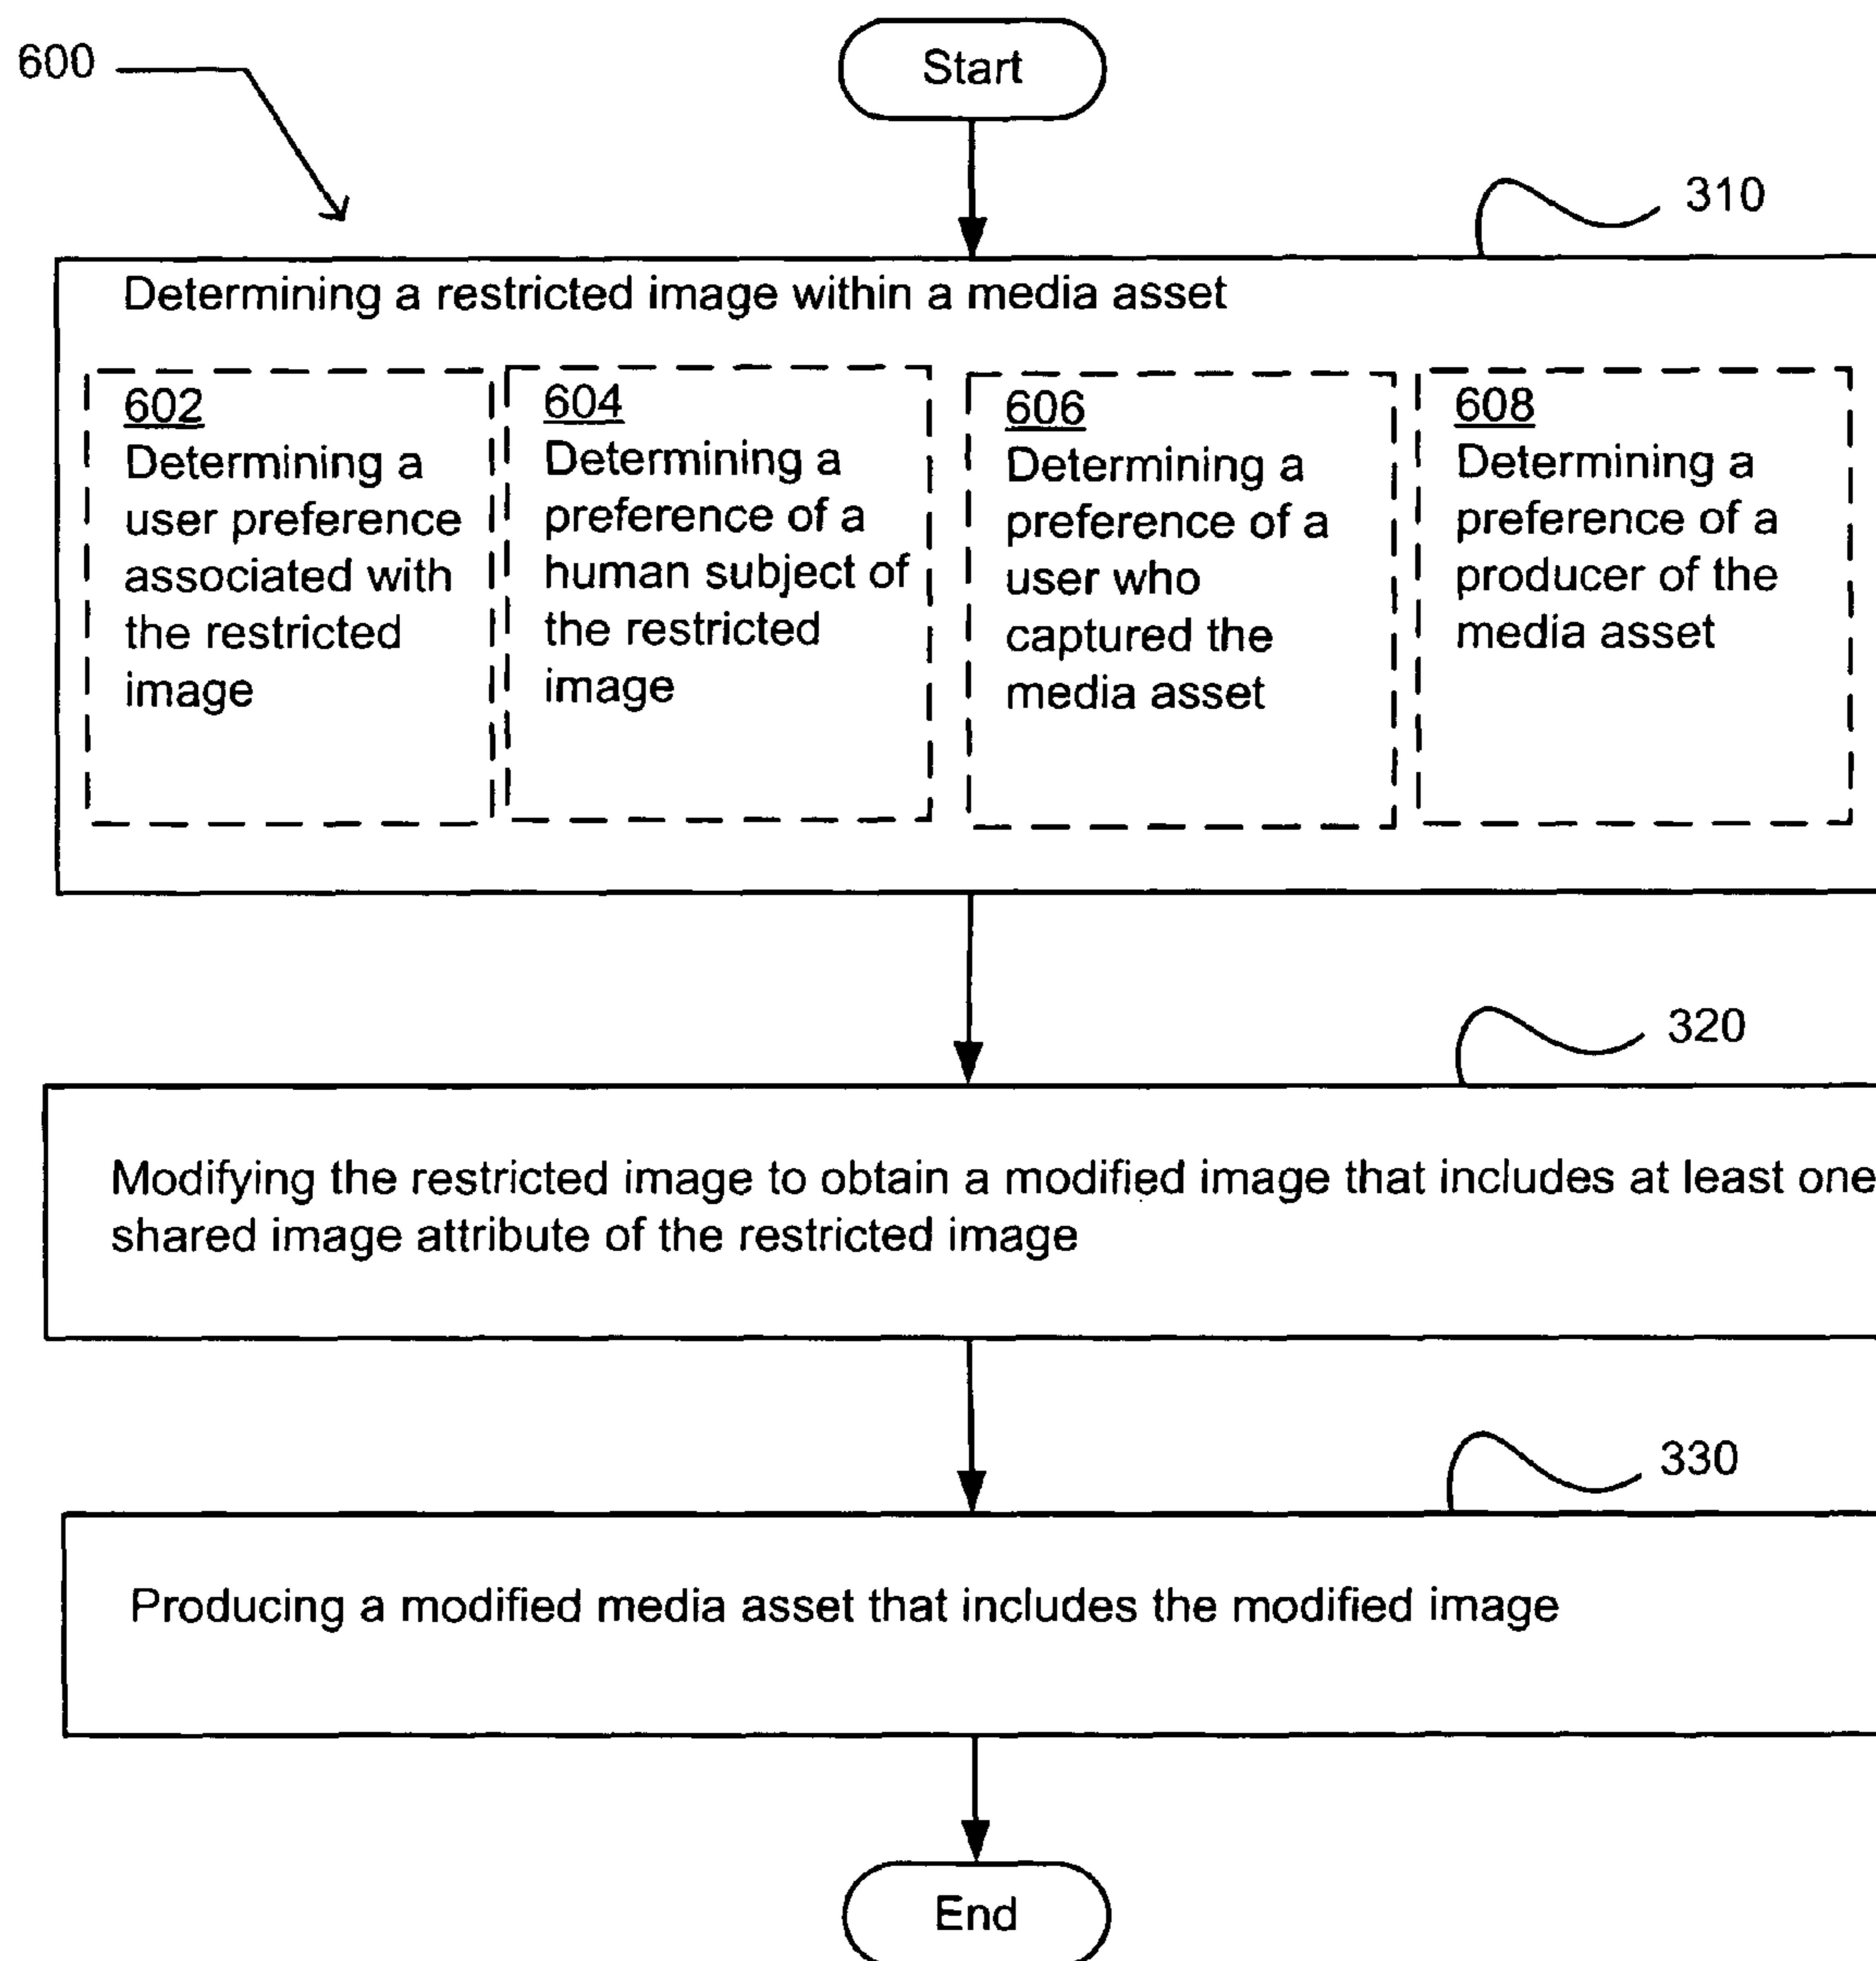 600
Start
310
Determining a restricted image within a media asset
602
Determining a
user preference
associated with
the restricted
image
604
Determining a
preference of a
human subject of
the restricted
image
606
Determining a
preference of a
user who
captured the
media asset
608
Determining a
preference of a
producer of the
media asset
320
Modifying the restricted image to obtain a modified image that includes at least one
shared image attribute of the restricted image
330
Producing a modified media asset that includes the modified image
End